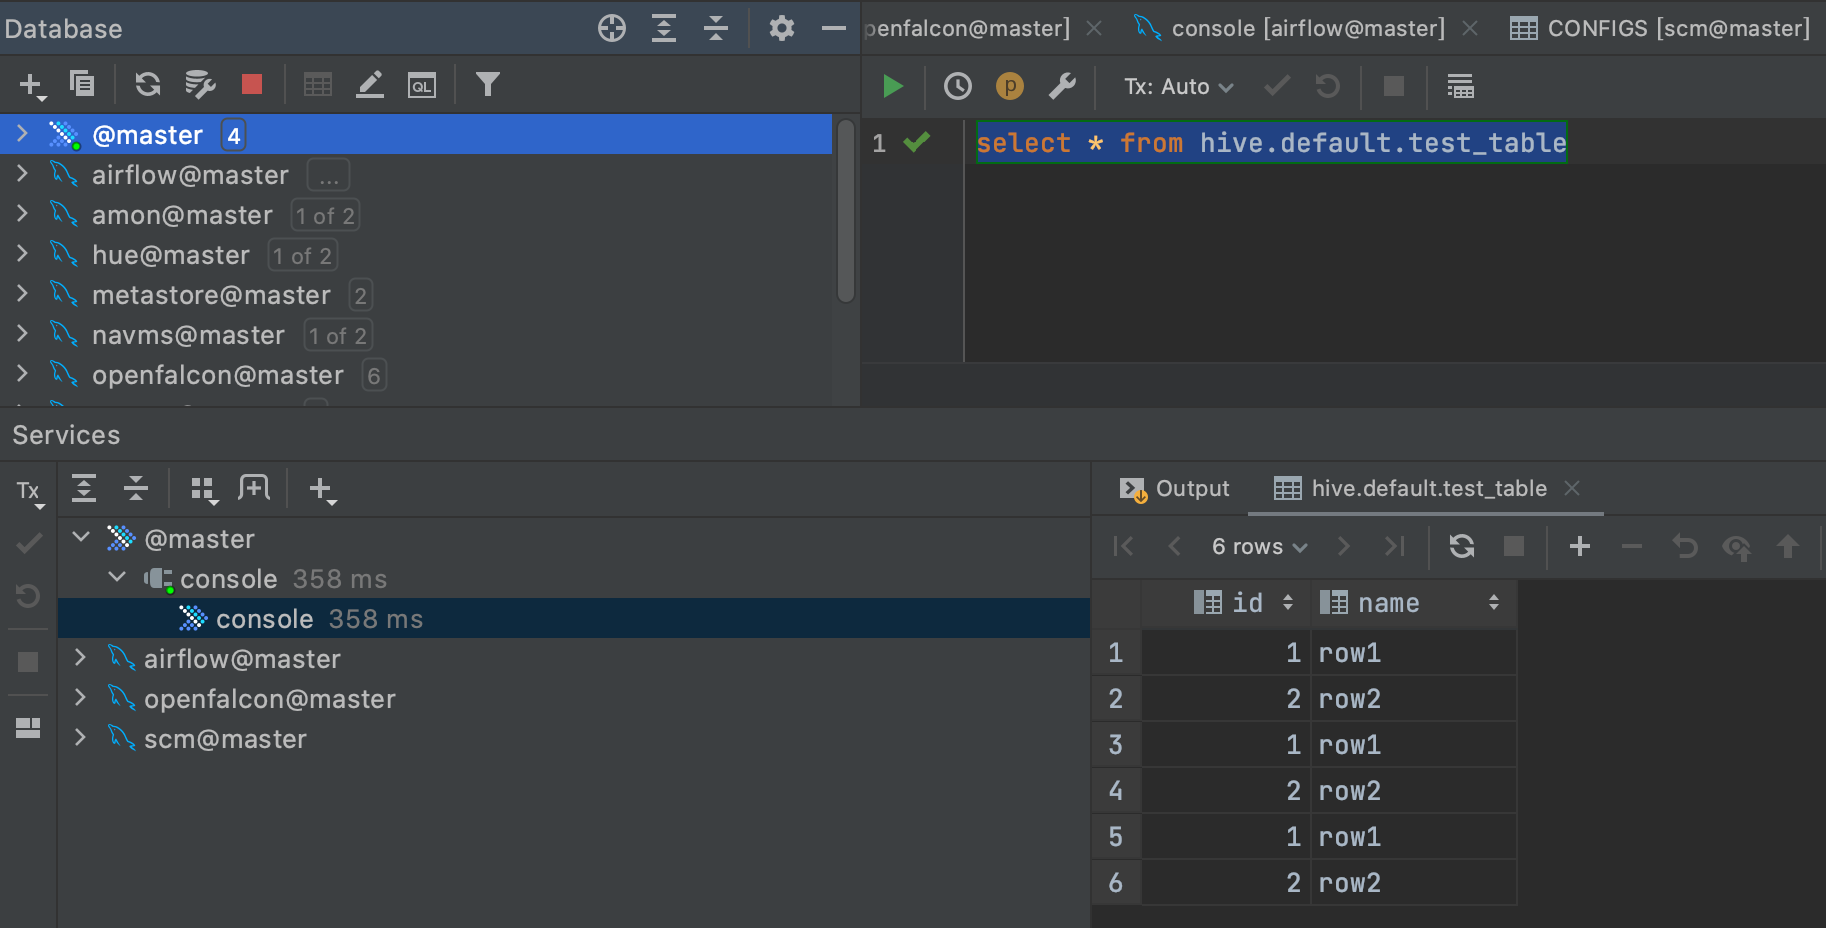 Database
@master 4
airflow@master ...
amon@master 1 of 2
hue@master 1 of 2
metastore@master 2
navms@master 1 of 2
openfalcon@master 6
penfalcon@master]
console [airflow@master]
CONFIGS [scm@master]
p
Tx: Auto
1 select * from hive.default.test_table
Services
Tx
@master
console 358 ms
console 358 ms
airflow@master
openfalcon@master
scm@master
Output
hive.default.test_table
6 rows
id name
1 1 row1
2 2 row2
3 1 row1
4 2 row2
5 1 row1
6 2 row2
QL